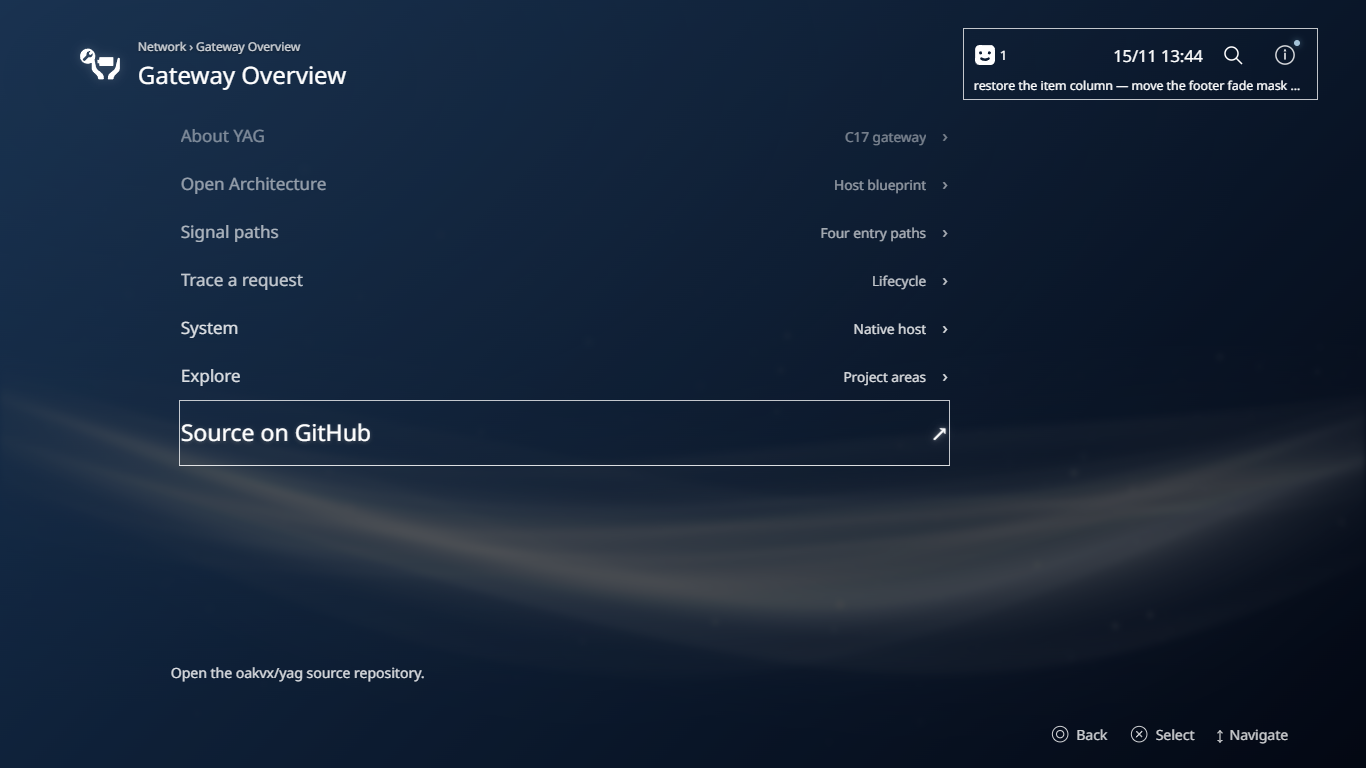 Network › Gateway Overview
Gateway Overview
1
15/11 13:44
restore the item column — move the footer fade mask ...
About YAG
C17 gateway ›
Open Architecture
Host blueprint ›
Signal paths
Four entry paths ›
Trace a request
Lifecycle ›
System
Native host ›
Explore
Project areas ›
Source on GitHub ↗
Open the oakvx/yag source repository.
Back
Select
↕ Navigate